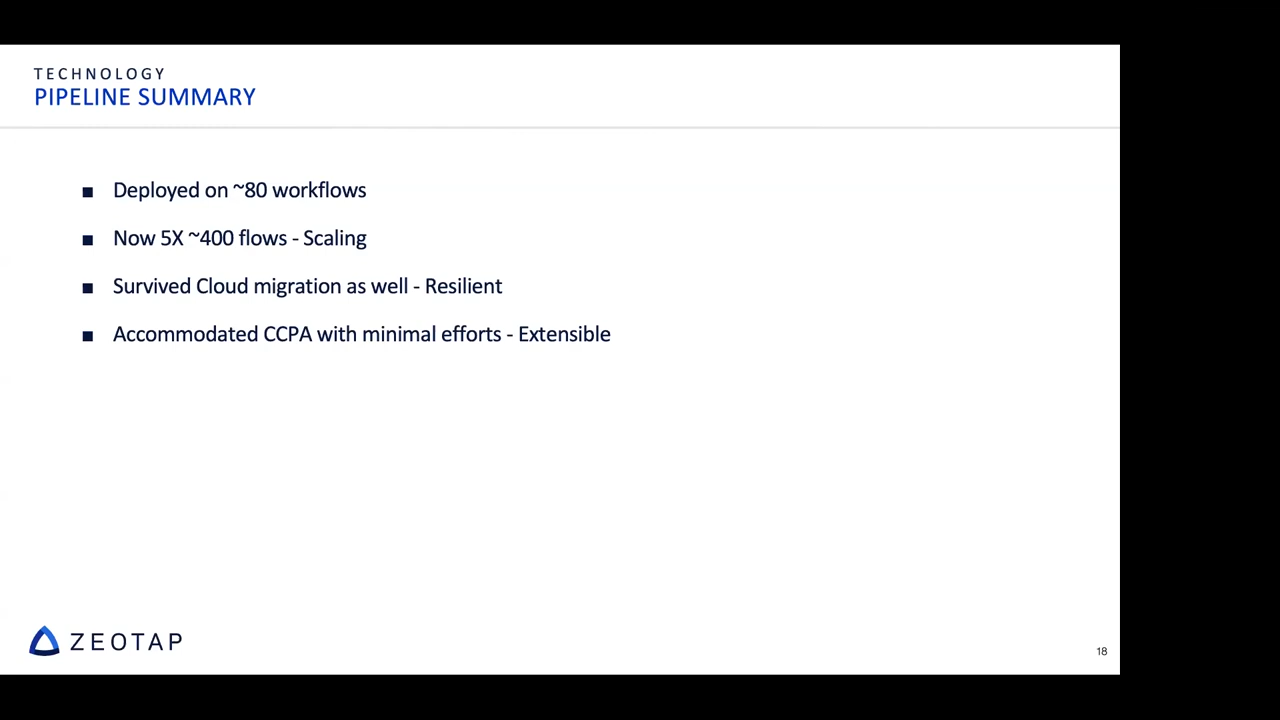 TECHNOLOGY
PIPELINE SUMMARY
■ Deployed on ~80 workflows
■ Now 5X ~400 flows - Scaling
■ Survived Cloud migration as well - Resilient
■ Accommodated CCPA with minimal efforts - Extensible
ZEOTAP
18